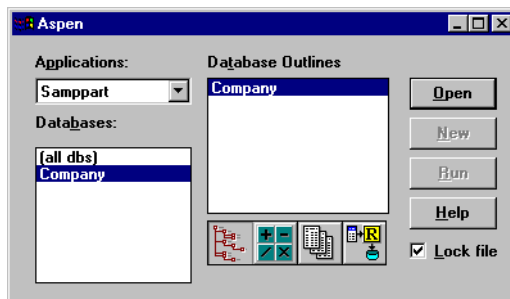 Aspen
Applications:
Samppart
Databases:
(all dbs)
Company
Database Outlines
Company
R
Open
New
Run
Help
Lock file